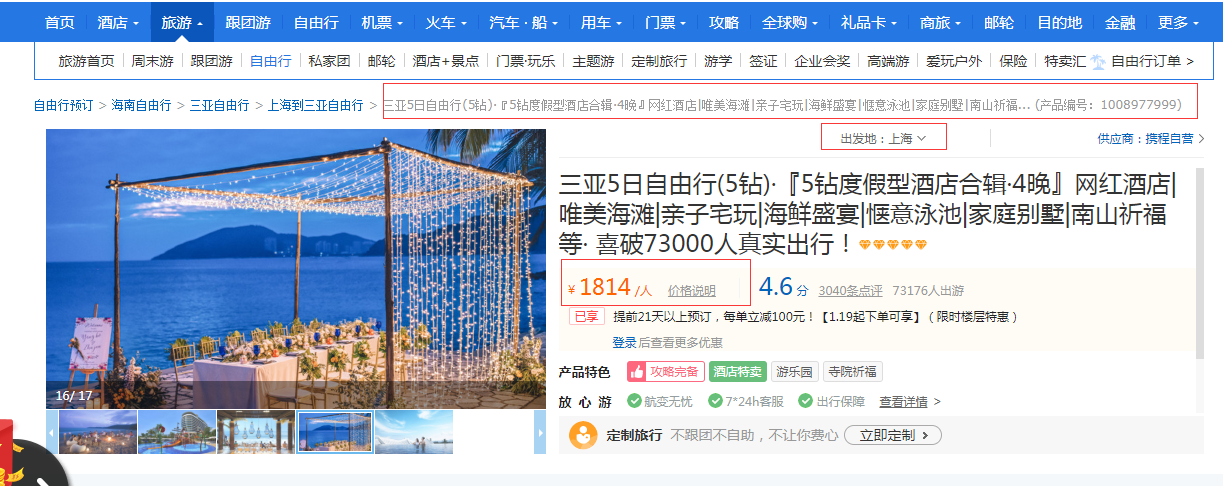 首页 酒店 旅游 跟团游 自由行 机票 火车 汽车·船 用车 门票 攻略 全球购 礼品卡 商旅 邮轮 目的地 金融 更多
旅游首页 周末游 跟团游 自由行 私家团 邮轮 酒店+景点 门票·玩乐 主题游 定制旅行 游学 签证 企业会奖 高端游 爱玩户外 保险 特卖汇 自由行订单 >
自由行预订 > 海南自由行 > 三亚自由行 > 上海到三亚自由行 > 三亚5日自由行(5钻)·『5钻度假型酒店合辑·4晚』网红酒店|唯美海滩|亲子宅玩|海鲜盛宴|惬意泳池|家庭别墅|南山祈福... (产品编号：1008977999)
出发地：上海
供应商：携程自营
三亚5日自由行(5钻)·『5钻度假型酒店合辑·4晚』网红酒店|
唯美海滩|亲子宅玩|海鲜盛宴|惬意泳池|家庭别墅|南山祈福
等· 喜破73000人真实出行！
¥1814/人 价格说明 4.6分 3040条点评 73176人出游
已享 提前21天以上预订，每单立减100元！【1.19起下单可享】（限时楼层特惠）
登录后查看更多优惠
产品特色 攻略完备 酒店特卖 游乐园 寺院祈福
放心游 航变无忧 7*24h客服 出行保障 查看详情 >
16/ 17
定制旅行 不跟团不自助，不让你费心 立即定制 >